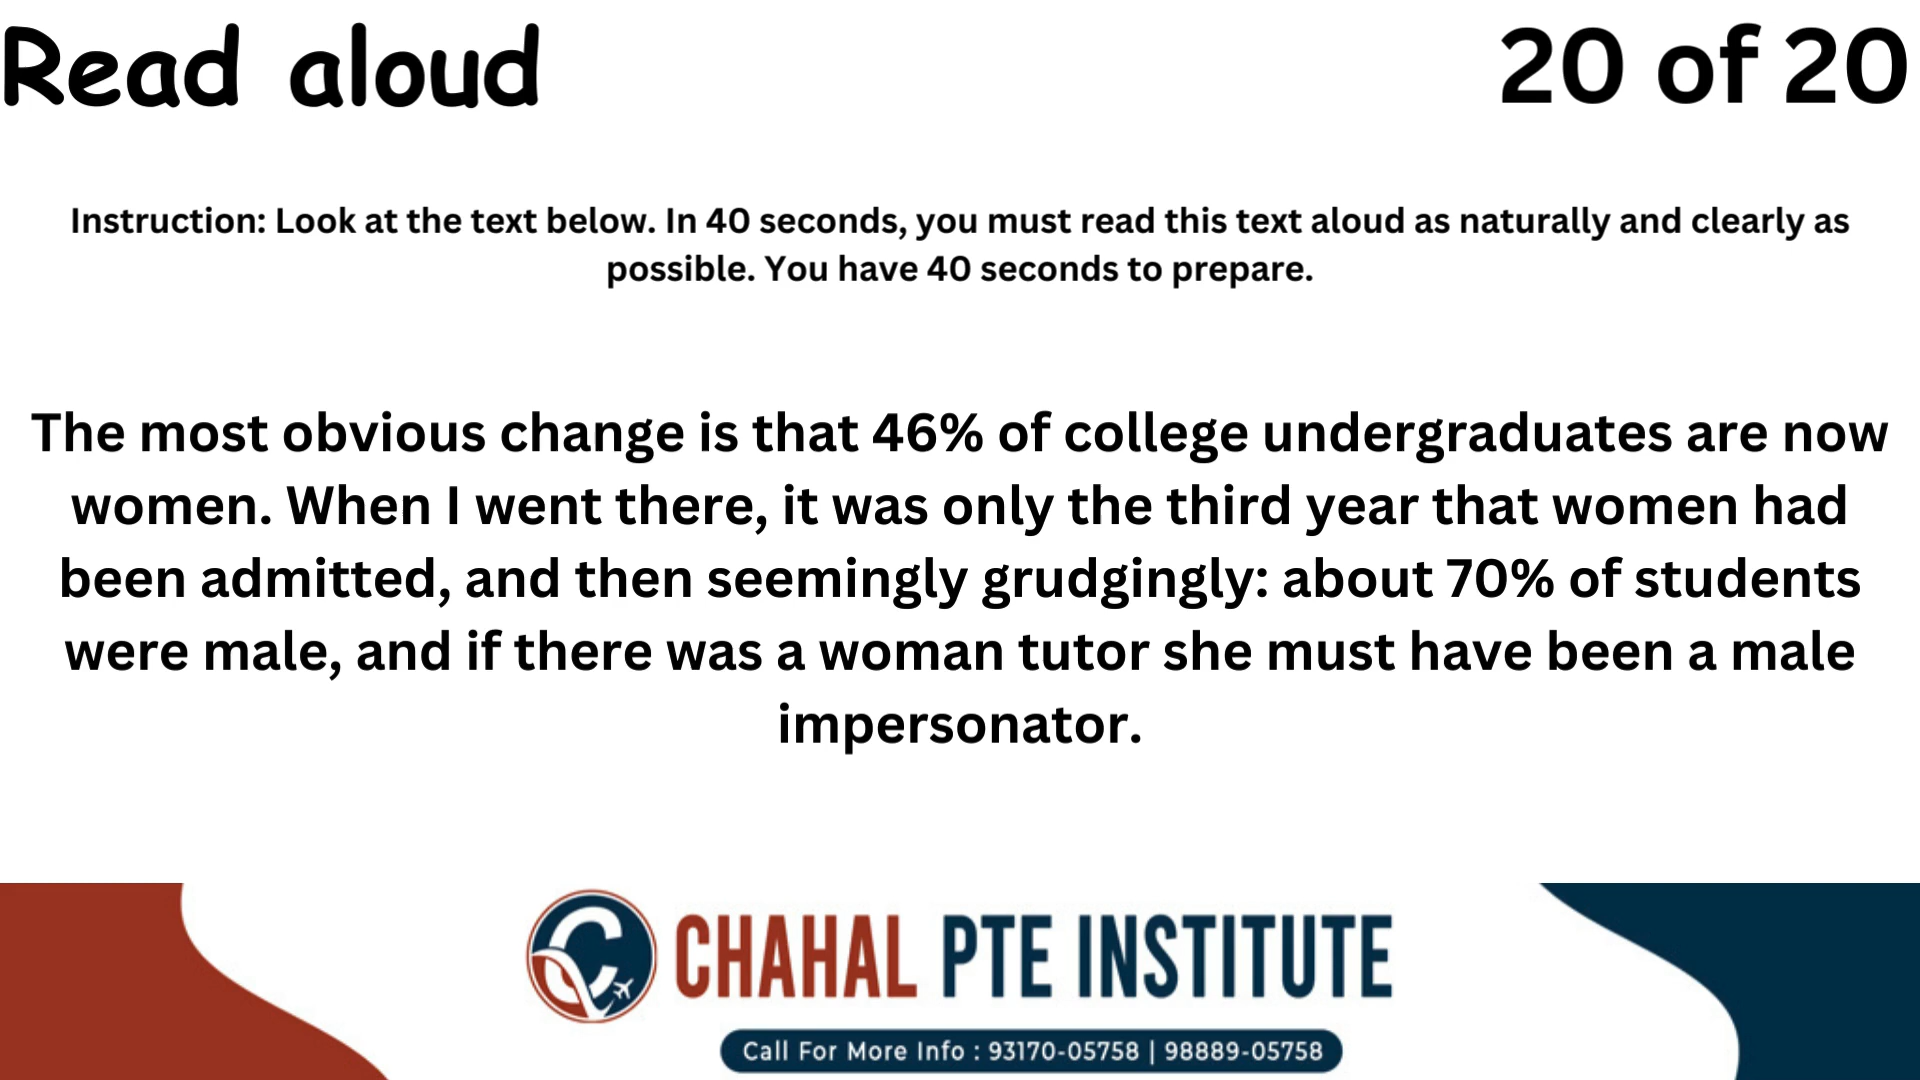 Read aloud
20 of 20
Instruction: Look at the text below. In 40 seconds, you must read this text aloud as naturally and clearly as
possible. You have 40 seconds to prepare.
The most obvious change is that 46% of college undergraduates are now
women. When I went there, it was only the third year that women had
been admitted, and then seemingly grudgingly: about 70% of students
were male, and if there was a woman tutor she must have been a male
impersonator.
CHAHAL PTE INSTITUTE
Call For More Info : 93170-05758 | 98889-05758